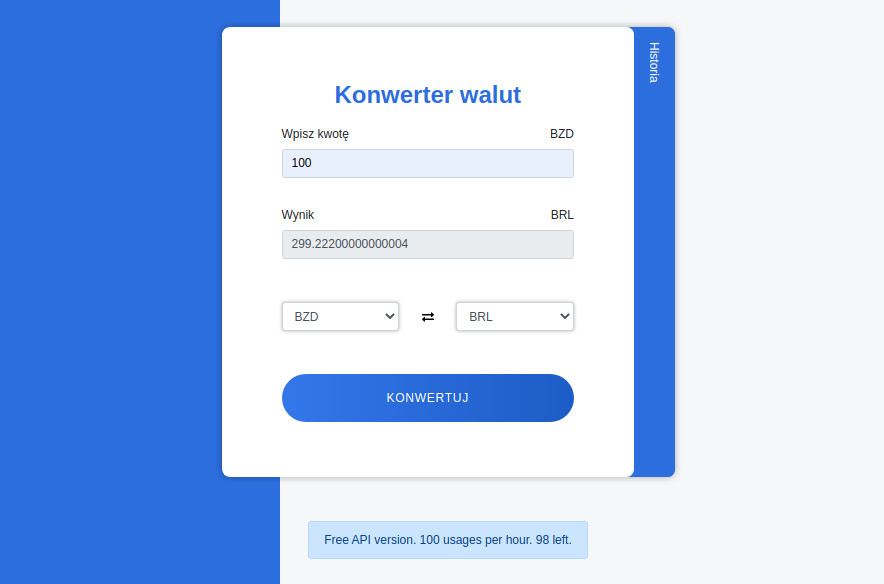 Historia
Konwerter walut
Wpisz kwotę BZD
100
Wynik BRL
299.22200000000004
BZD BRL
KONWERTUJ
Free API version. 100 usages per hour. 98 left.